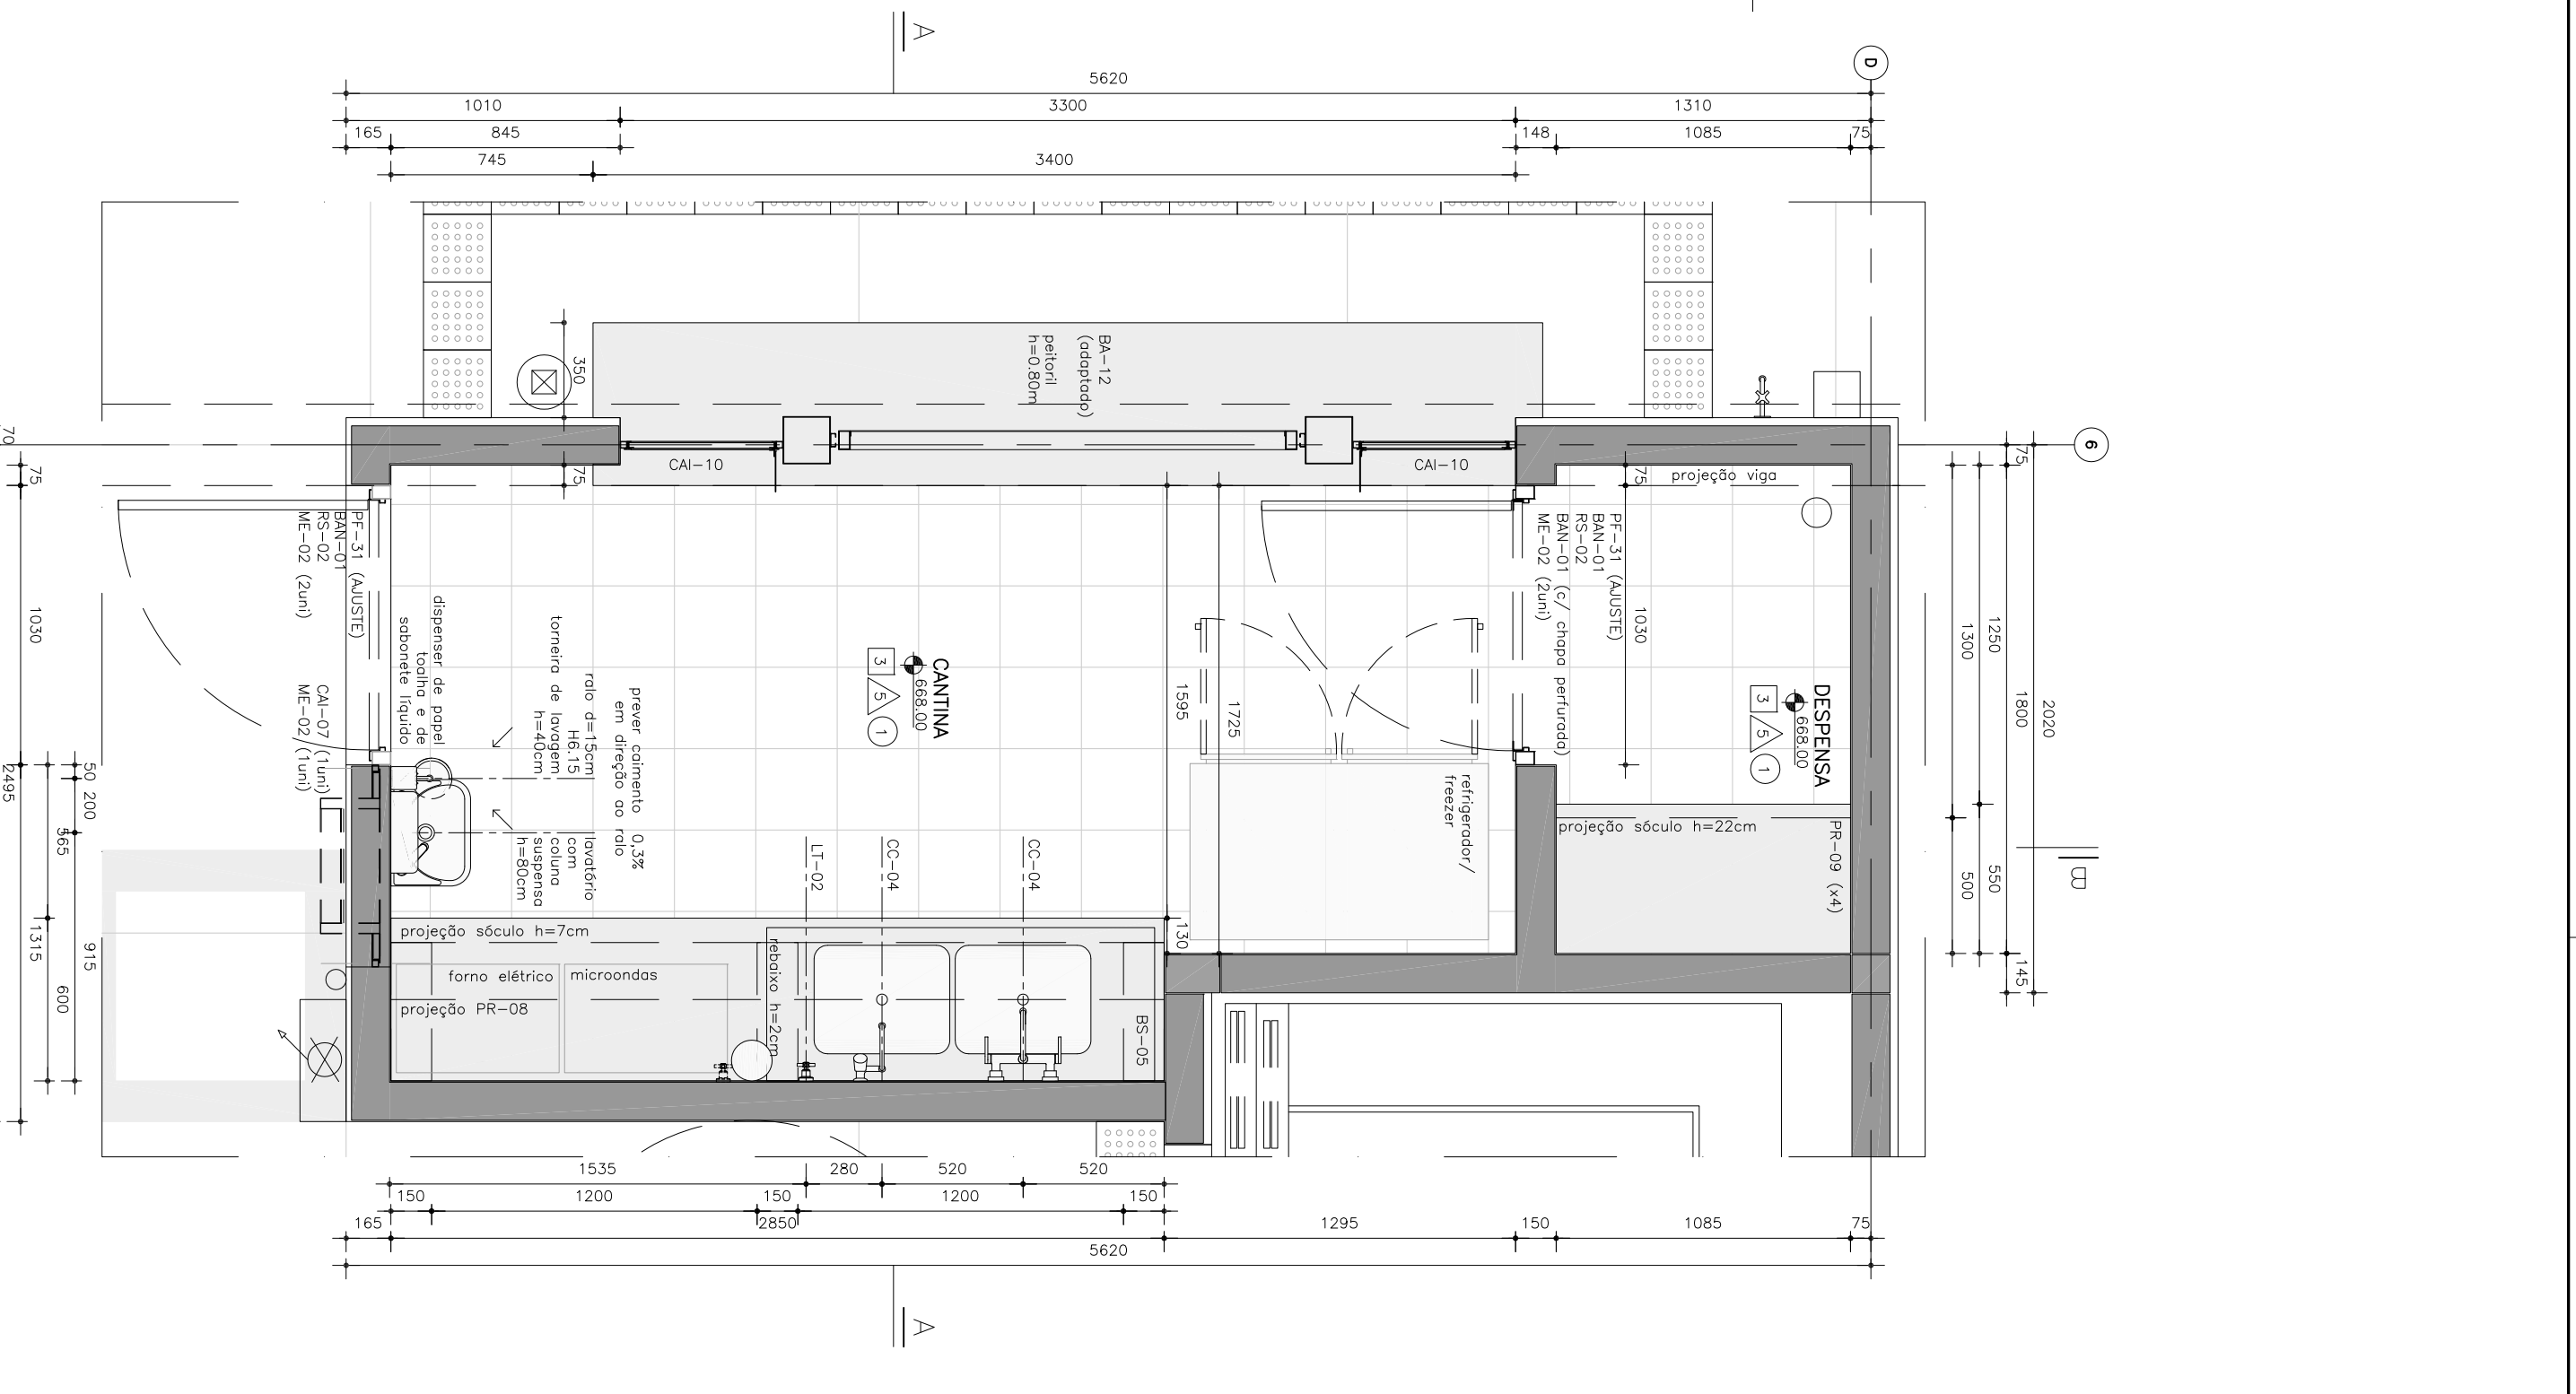 A
D
5620
1010
3300
1310
165
845
148
1085
75
745
3400
350
BA-12
(adaptado)
peitoril
h=0.80m
6
CAI-10
CAI-10
75
75
projeção viga
70
75
1030
2495
50
200
565
1315
915
600
PF-31 (AJUSTE)
BAN-01
RS-02
ME-02 (2uni)
CAI-07 (1uni)
ME-02 (1uni)
dispenser de papel
toalha e de
sabonete líquido
torneira de lavagem
h=40cm
ralo d=15cm
H6.15
prever caimento 0,3%
em direção ao ralo
lavatório
com
coluna
suspensa
h=80cm
CANTINA
668.00
3
5
1
1595
1725
130
refrigerador/
freezer
PF-31 (AJUSTE)
BAN-01
RS-02
BAN-01 (c/ chapa perfurada)
ME-02 (2uni)
1030
DESPENSA
668.00
3
5
1
projeção sóculo h=22cm
PR-09 (x4)
75
1250
1300
1800
2020
550
500
145
B
LT-02
CC-04
CC-04
projeção sóculo h=7cm
forno elétrico
microondas
projeção PR-08
rebaixo h=2cm
BS-05
1535
280
520
520
150
1200
150
1200
150
165
2850
1295
150
1085
75
5620
A